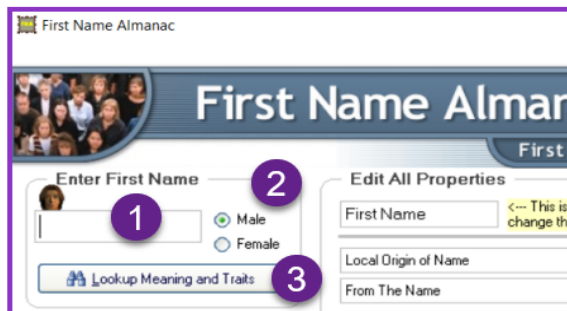 First Name Almanac
First Name Alman
First
Enter First Name
2
1
Male
Female
Lookup Meaning and Traits
3
Edit All Properties
First Name
<--- This is
change th
Local Origin of Name
From The Name